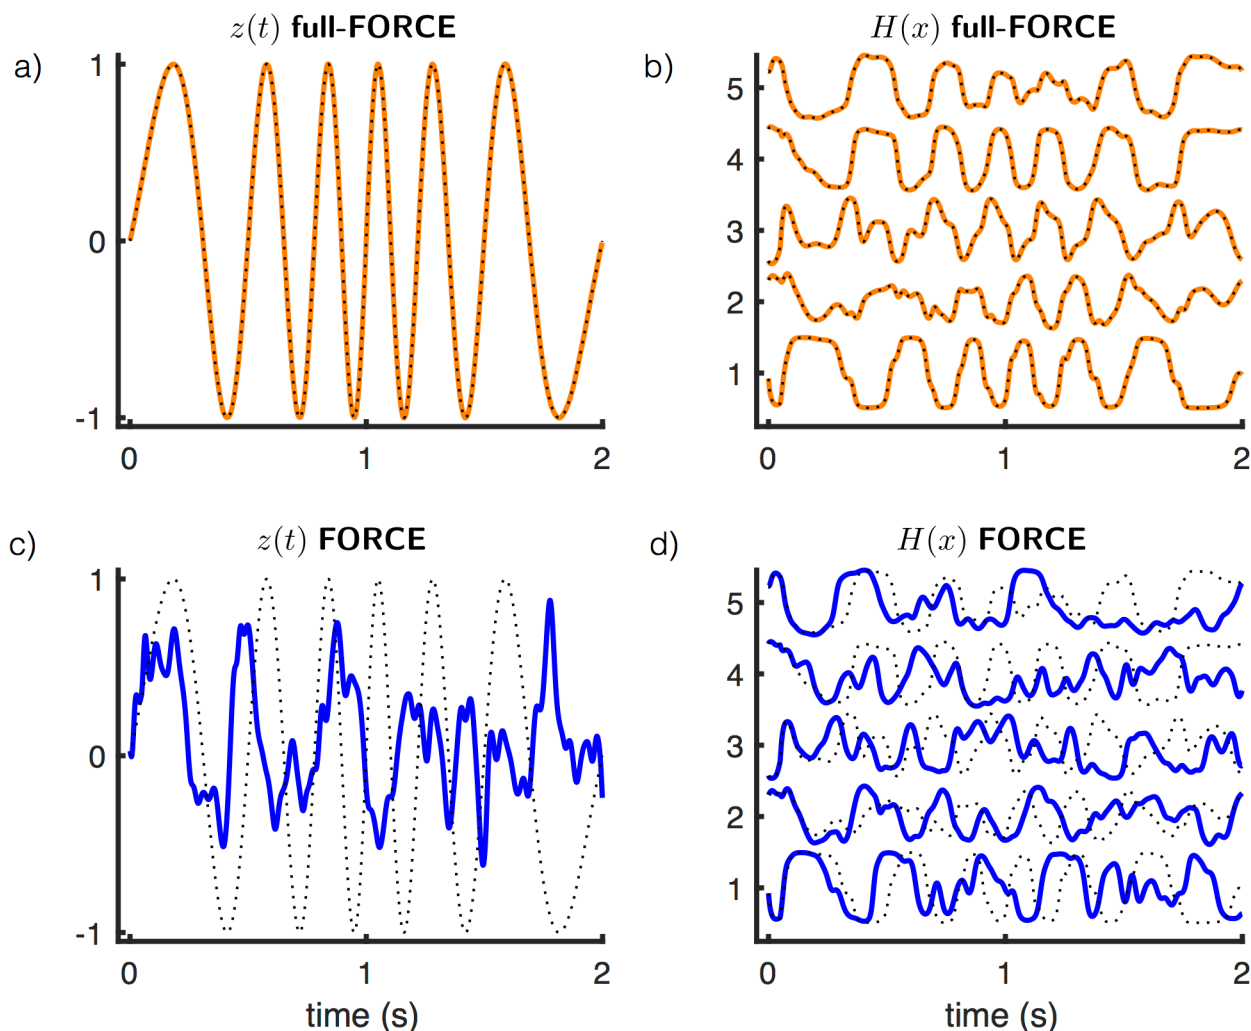 a)
z(t) full-FORCE
1
0
-1
0 1 2
b)
H(x) full-FORCE
5
4
3
2
1
0 1 2
c)
z(t) FORCE
1
0
-1
0 1 2
time (s)
d)
H(x) FORCE
5
4
3
2
1
0 1 2
time (s)